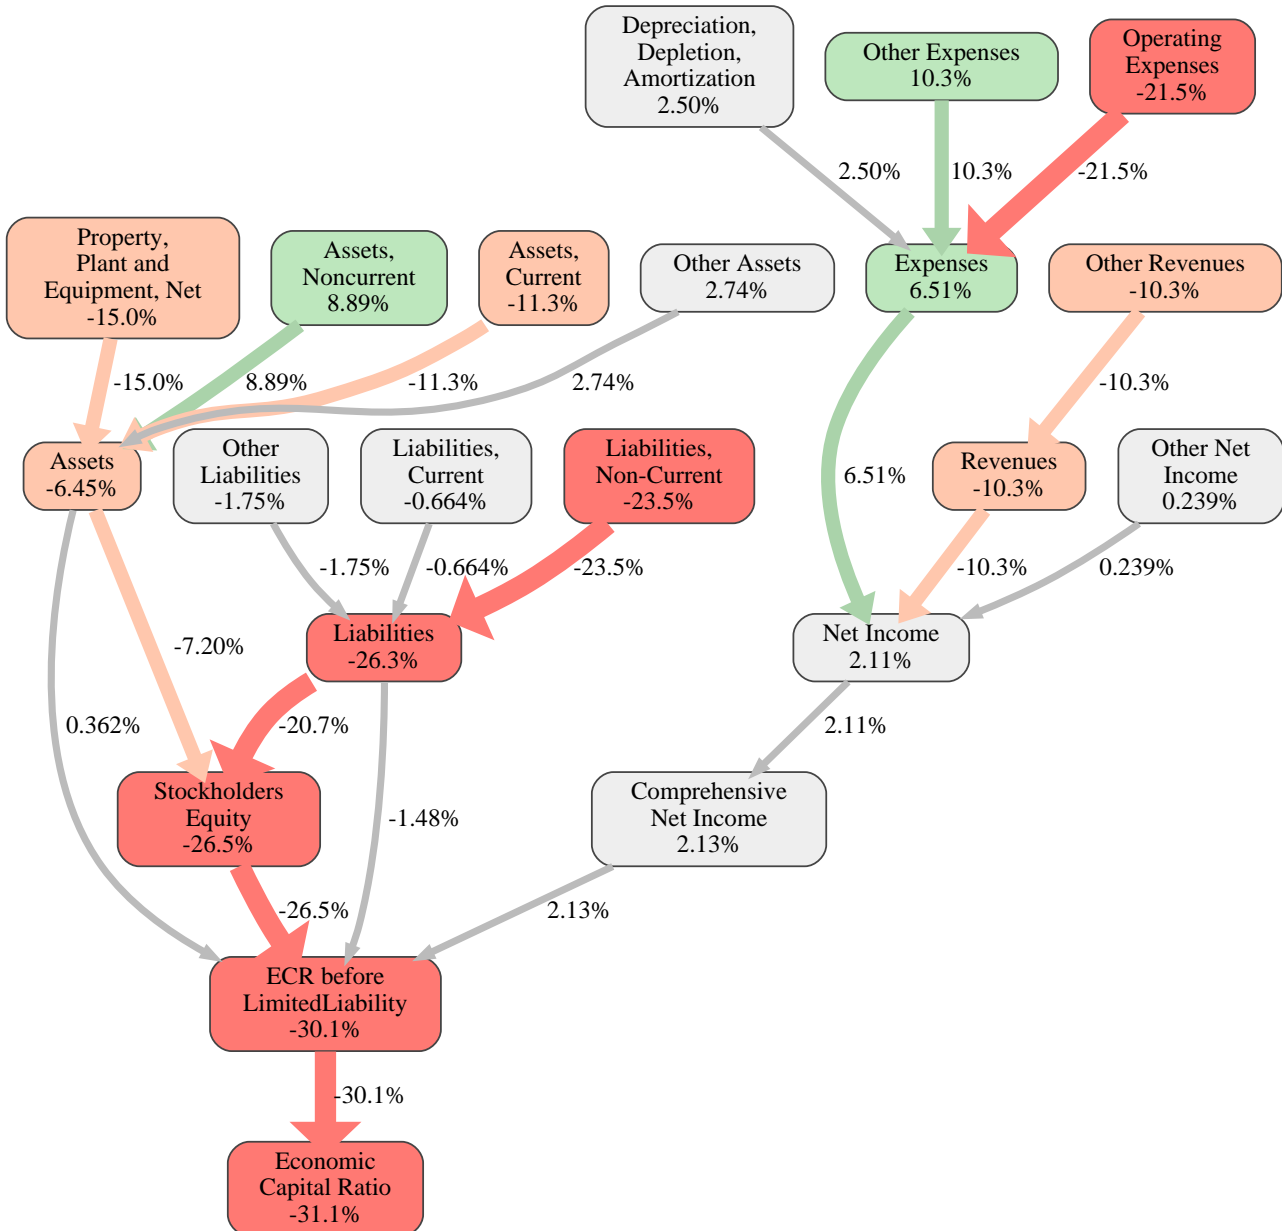 Depreciation,
Depletion,
Amortization
2.50%
Other Expenses
10.3%
Operating
Expenses
-21.5%
2.50%
10.3%
-21.5%
Property,
Plant and
Equipment, Net
-15.0%
Assets,
Noncurrent
8.89%
Assets,
Current
-11.3%
Other Assets
2.74%
Expenses
6.51%
Other Revenues
-10.3%
-15.0%
8.89%
-11.3%
2.74%
-10.3%
Assets
-6.45%
Other
Liabilities
-1.75%
Liabilities,
Current
-0.664%
Liabilities,
Non-Current
-23.5%
6.51%
Revenues
-10.3%
Other Net
Income
0.239%
-1.75%
-0.664%
-23.5%
-10.3%
0.239%
-7.20%
Liabilities
-26.3%
Net Income
2.11%
0.362%
-20.7%
2.11%
Stockholders
Equity
-26.5%
-1.48%
Comprehensive
Net Income
2.13%
-26.5%
2.13%
ECR before
LimitedLiability
-30.1%
-30.1%
Economic
Capital Ratio
-31.1%